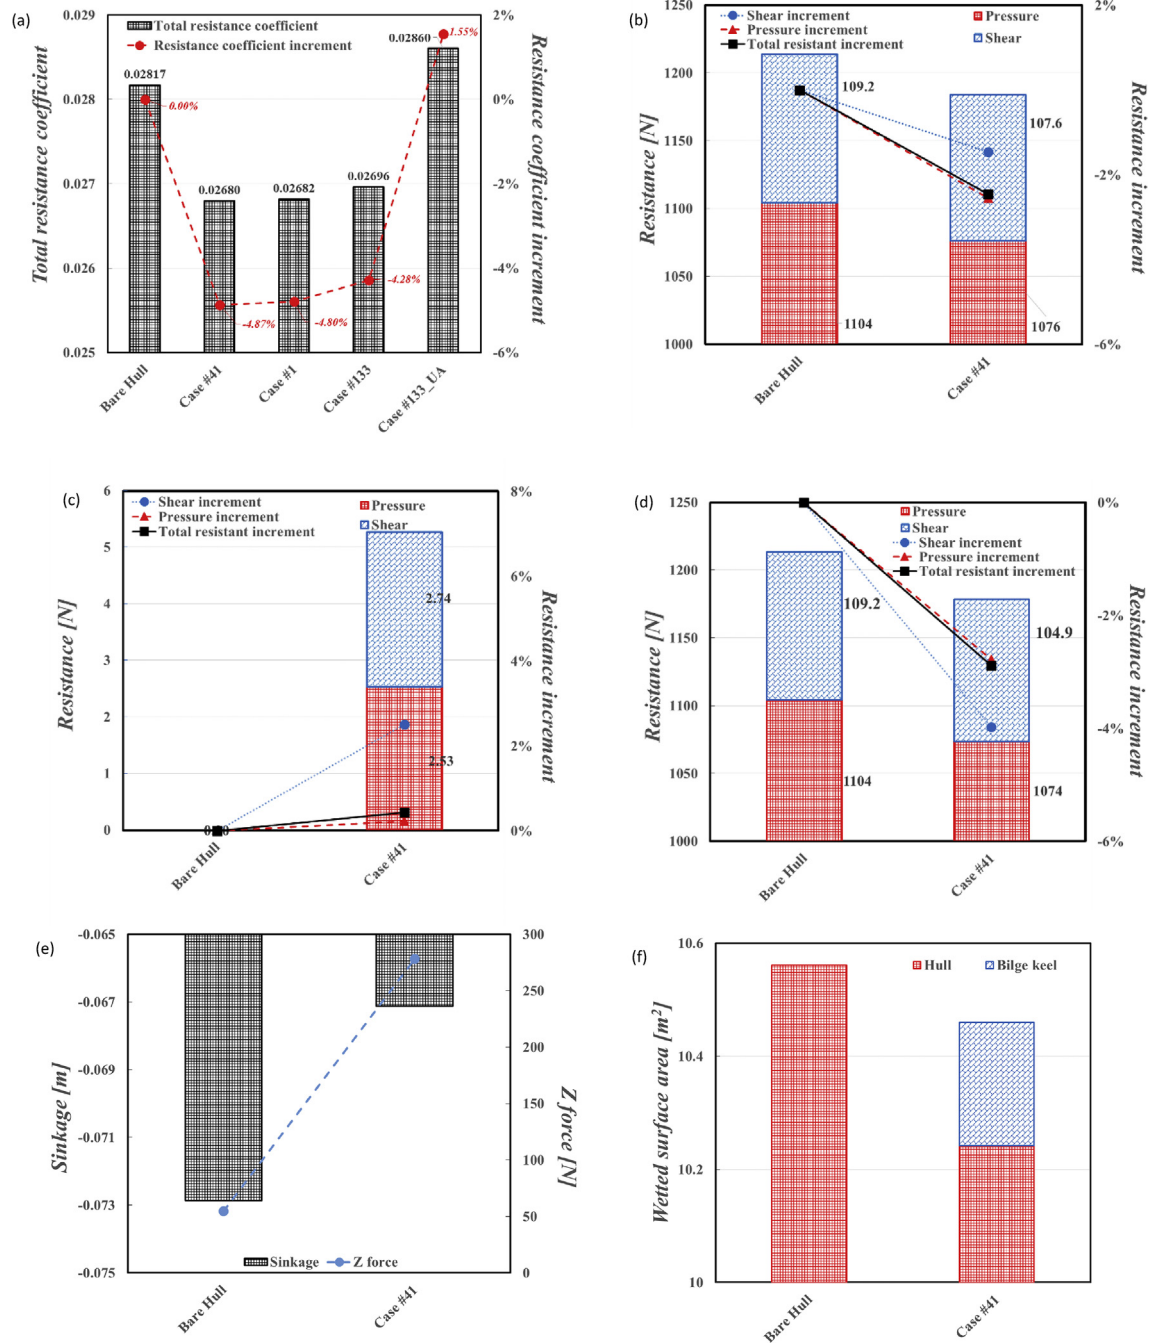 (a)
Total resistance coefficient
Resistance coefficient increment
0.029
0.028
0.027
0.026
0.025
Total resistance coefficient
0.02817
0.02680
0.02682
0.02696
0.02860
0.00%
-4.87%
-4.80%
-4.28%
1.55%
2%
0%
-2%
-4%
-6%
Resistance coefficient increment
Bare Hull
Case #41
Case #1
Case #133
Case #133_UA
(b)
Shear increment
Pressure increment
Total resistant increment
Pressure
Shear
1250
1200
1150
1100
1050
1000
Resistance [N]
109.2
107.6
1104
1076
2%
-2%
-6%
Resistance increment
Bare Hull
Case #41
(c)
Shear increment
Pressure increment
Total resistant increment
Pressure
Shear
6
5
4
3
2
1
0
Resistance [N]
2.74
2.53
8%
6%
4%
2%
0%
Resistance increment
Bare Hull
Case #41
(d)
Pressure
Shear
Shear increment
Pressure increment
Total resistant increment
1250
1200
1150
1100
1050
1000
Resistance [N]
109.2
104.9
1104
1074
0%
-2%
-4%
-6%
Resistance increment
Bare Hull
Case #41
(e)
-0.065
-0.067
-0.069
-0.071
-0.073
-0.075
Sinkage [m]
300
250
200
150
100
50
0
Z force [N]
Sinkage
Z force
Bare Hull
Case #41
(f)
Hull
Bilge keel
10.6
10.4
10.2
10
Wetted surface area [m²]
Bare Hull
Case #41